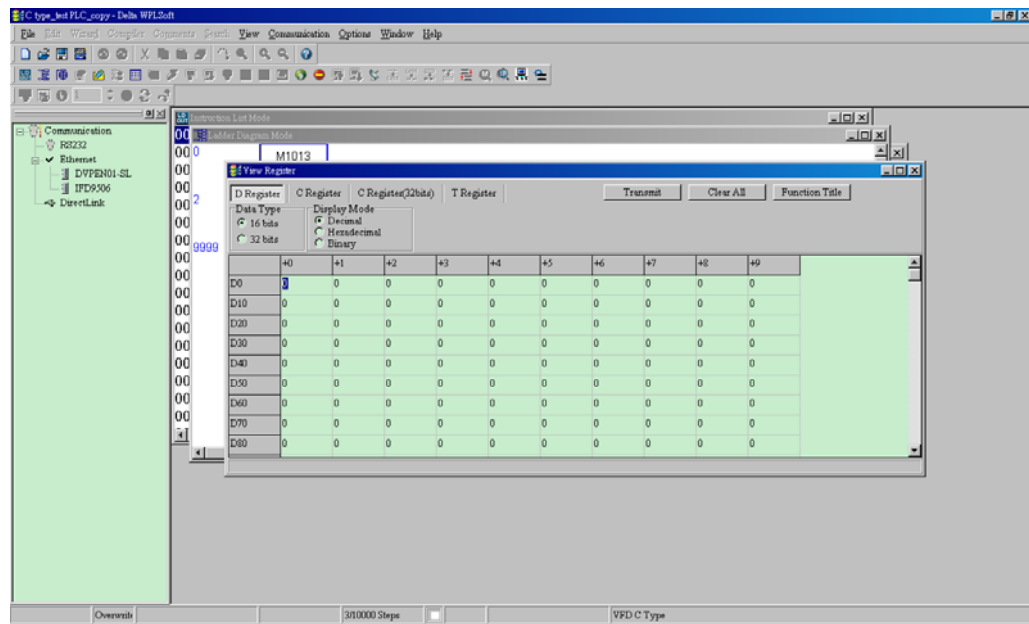 C type_test PLC_copy - Delta WPLSoft
File Edit Wizard Compiler Comments Search View Communication Options Window Help
Communication
RS232
Ethernet
DVPEN01-SL
IFD9506
DirectLink
Instruction List Mode
Ladder Diagram Mode
0
M1013
2
9999
View Register
D Register C Register C Register(32bits) T Register Transmit Clear All Function Title
Data Type Display Mode
16 bits Decimal
32 bits Hexadecimal
Binary
+0 +1 +2 +3 +4 +5 +6 +7 +8 +9
D0 0 0 0 0 0 0 0 0 0 0
D10 0 0 0 0 0 0 0 0 0 0
D20 0 0 0 0 0 0 0 0 0 0
D30 0 0 0 0 0 0 0 0 0 0
D40 0 0 0 0 0 0 0 0 0 0
D50 0 0 0 0 0 0 0 0 0 0
D60 0 0 0 0 0 0 0 0 0 0
D70 0 0 0 0 0 0 0 0 0 0
D80 0 0 0 0 0 0 0 0 0 0
Overwrite 3/10000 Steps VFD C Type